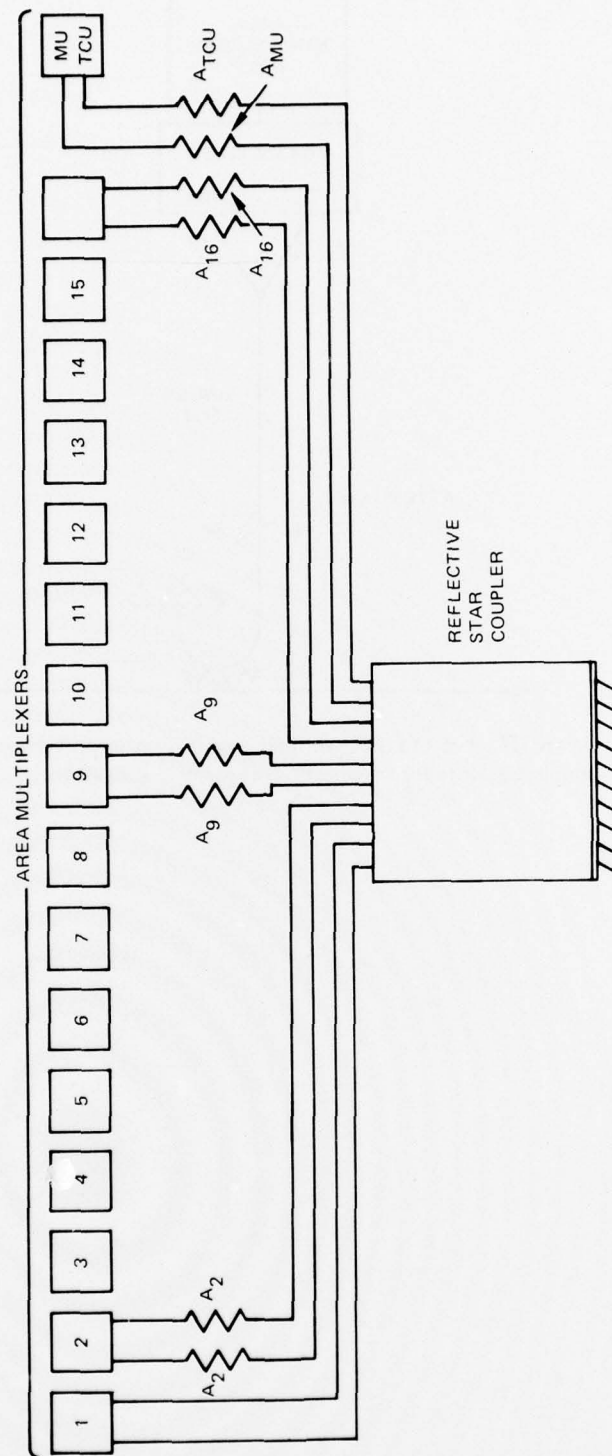 AREA MULTIPLEXERS
1
2
3
4
5
6
7
8
9
10
11
12
13
14
15
MU
TCU
A2
A2
A9
A9
A16
A16
AMU
ATCU
REFLECTIVE
STAR
COUPLER